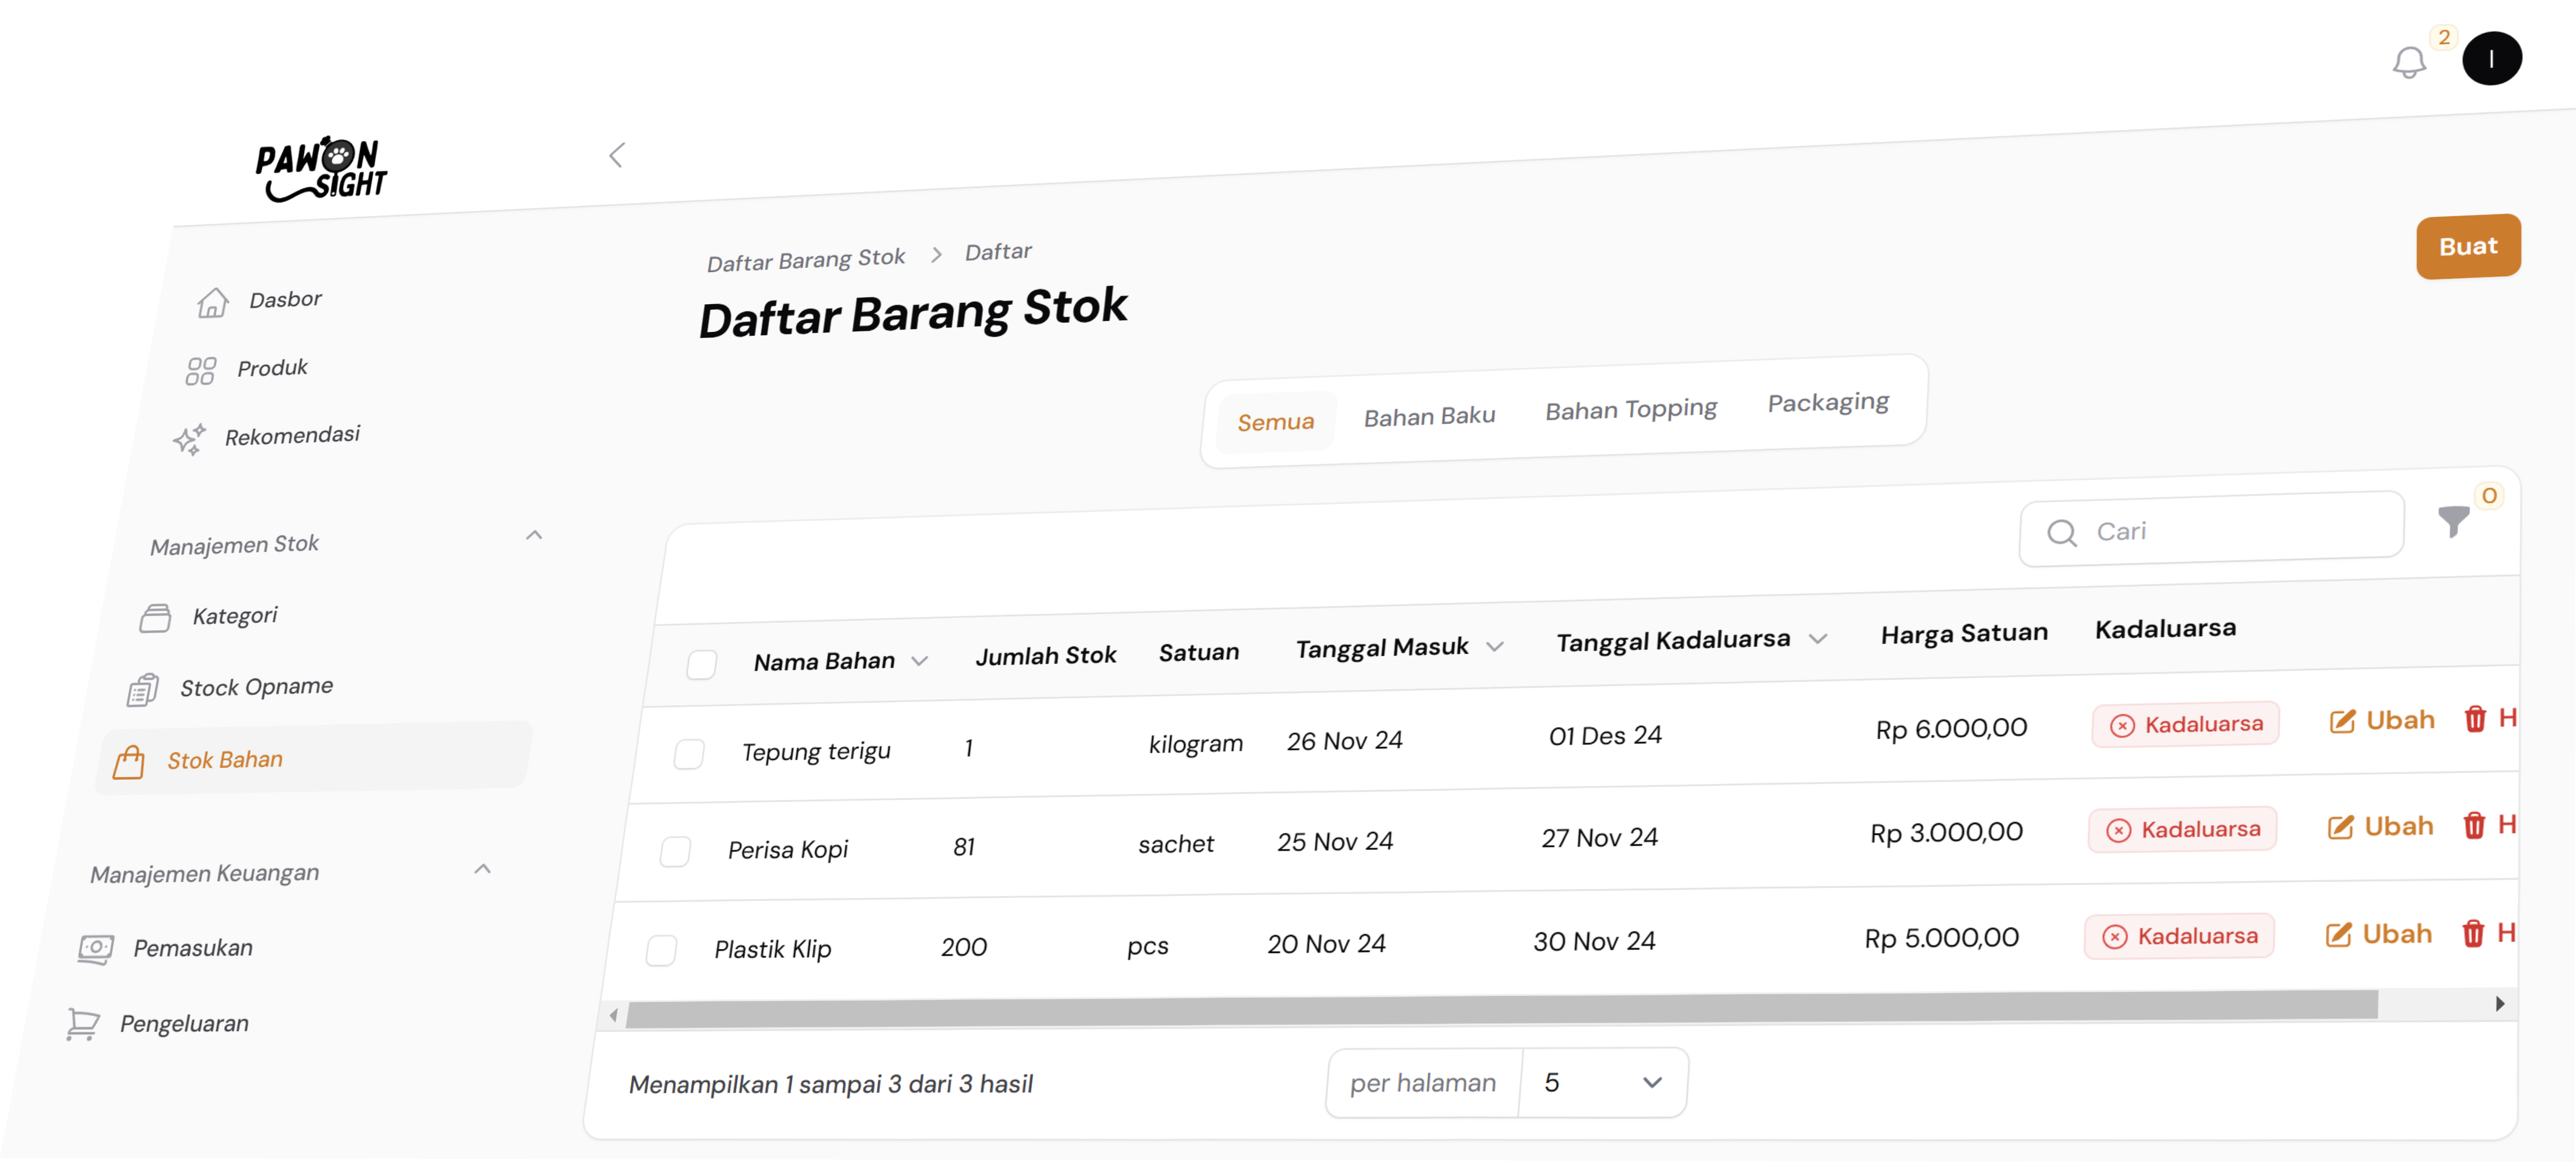 2
I
PAWON
SIGHT
Daftar Barang Stok > Daftar
Buat
Daftar Barang Stok
Dasbor
Produk
Rekomendasi
Manajemen Stok
Kategori
Stock Opname
Stok Bahan
Manajemen Keuangan
Pemasukan
Pengeluaran
Semua Bahan Baku Bahan Topping Packaging
Cari 0
Nama Bahan Jumlah Stok Satuan Tanggal Masuk Tanggal Kadaluarsa Harga Satuan Kadaluarsa
Tepung terigu 1 kilogram 26 Nov 24 01 Des 24 Rp 6.000,00 Kadaluarsa Ubah H
Perisa Kopi 81 sachet 25 Nov 24 27 Nov 24 Rp 3.000,00 Kadaluarsa Ubah H
Plastik Klip 200 pcs 20 Nov 24 30 Nov 24 Rp 5.000,00 Kadaluarsa Ubah H
Menampilkan 1 sampai 3 dari 3 hasil per halaman 5